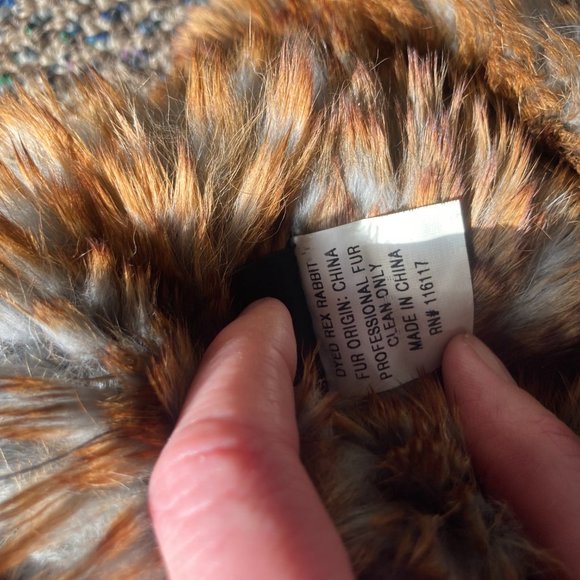 DYED REX RABBIT
FUR ORIGIN: CHINA
PROFESSIONAL FUR
CLEAN ONLY
MADE IN CHINA
RN# 116117